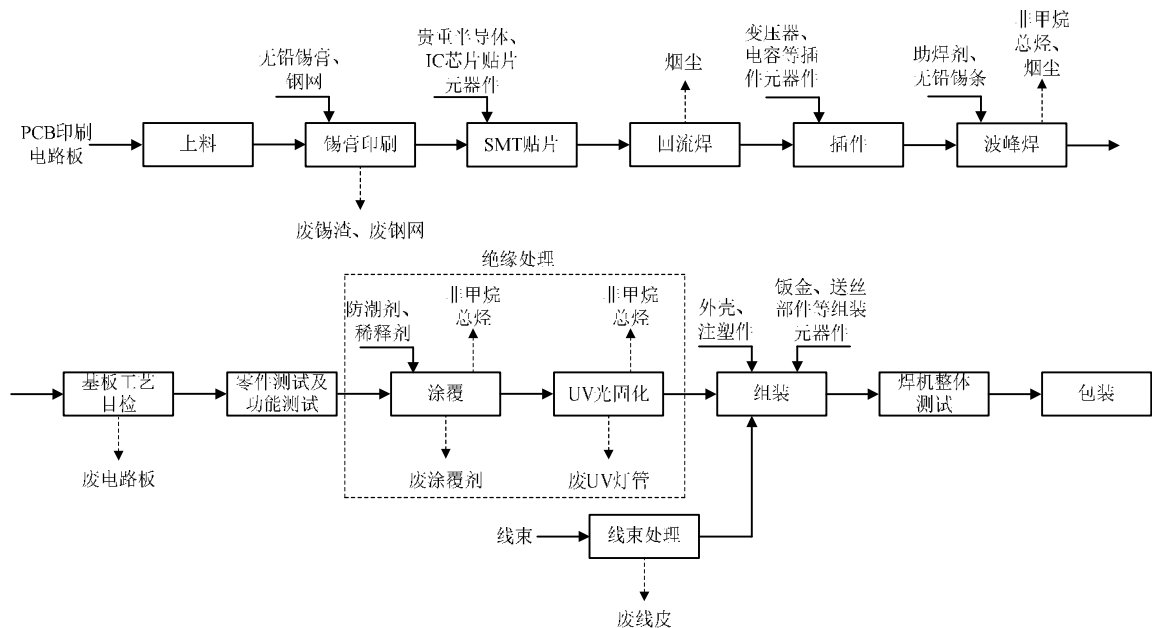 PCB印刷
电路板
上料
无铅锡膏、
钢网
锡膏印刷
废锡渣、废钢网
贵重半导体、
IC芯片贴片
元器件
SMT贴片
烟尘
回流焊
变压器、
电容等插
件元器件
插件
助焊剂、
无铅锡条
非甲烷
总烃、
烟尘
波峰焊
基板工艺
目检
废电路板
零件测试及
功能测试
绝缘处理
防潮剂、
稀释剂
非甲烷
总烃
涂覆
废涂覆剂
非甲烷
总烃
UV光固化
废UV灯管
外壳、
注塑件
钣金、送丝
部件等组装
元器件
组装
线束
线束处理
废线皮
焊机整体
测试
包装